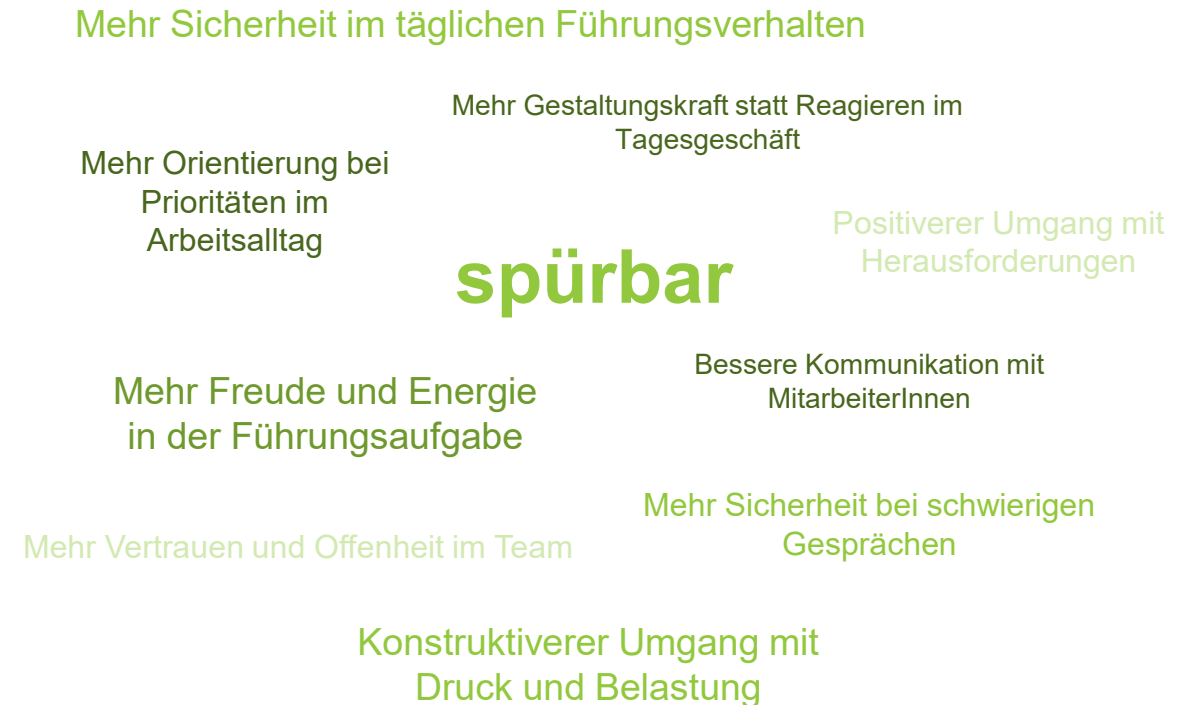 Mehr Sicherheit im täglichen Führungsverhalten
Mehr Gestaltungskraft statt Reagieren im
Tagesgeschäft
Mehr Orientierung bei
Prioritäten im
Arbeitsalltag
Positiverer Umgang mit
Herausforderungen
spürbar
Bessere Kommunikation mit
MitarbeiterInnen
Mehr Freude und Energie
in der Führungsaufgabe
Mehr Sicherheit bei schwierigen
Gesprächen
Mehr Vertrauen und Offenheit im Team
Konstruktiverer Umgang mit
Druck und Belastung